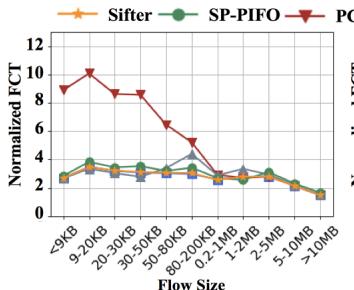 Sifter SP-PIFO
Normalized FCT
12
10
8
6
4
2
0
<9KB
9-20KB
20-30KB
30-50KB
50-80KB
80-200KB
0.2-1MB
1-2MB
2-5MB
5-10MB
>10MB
Flow Size